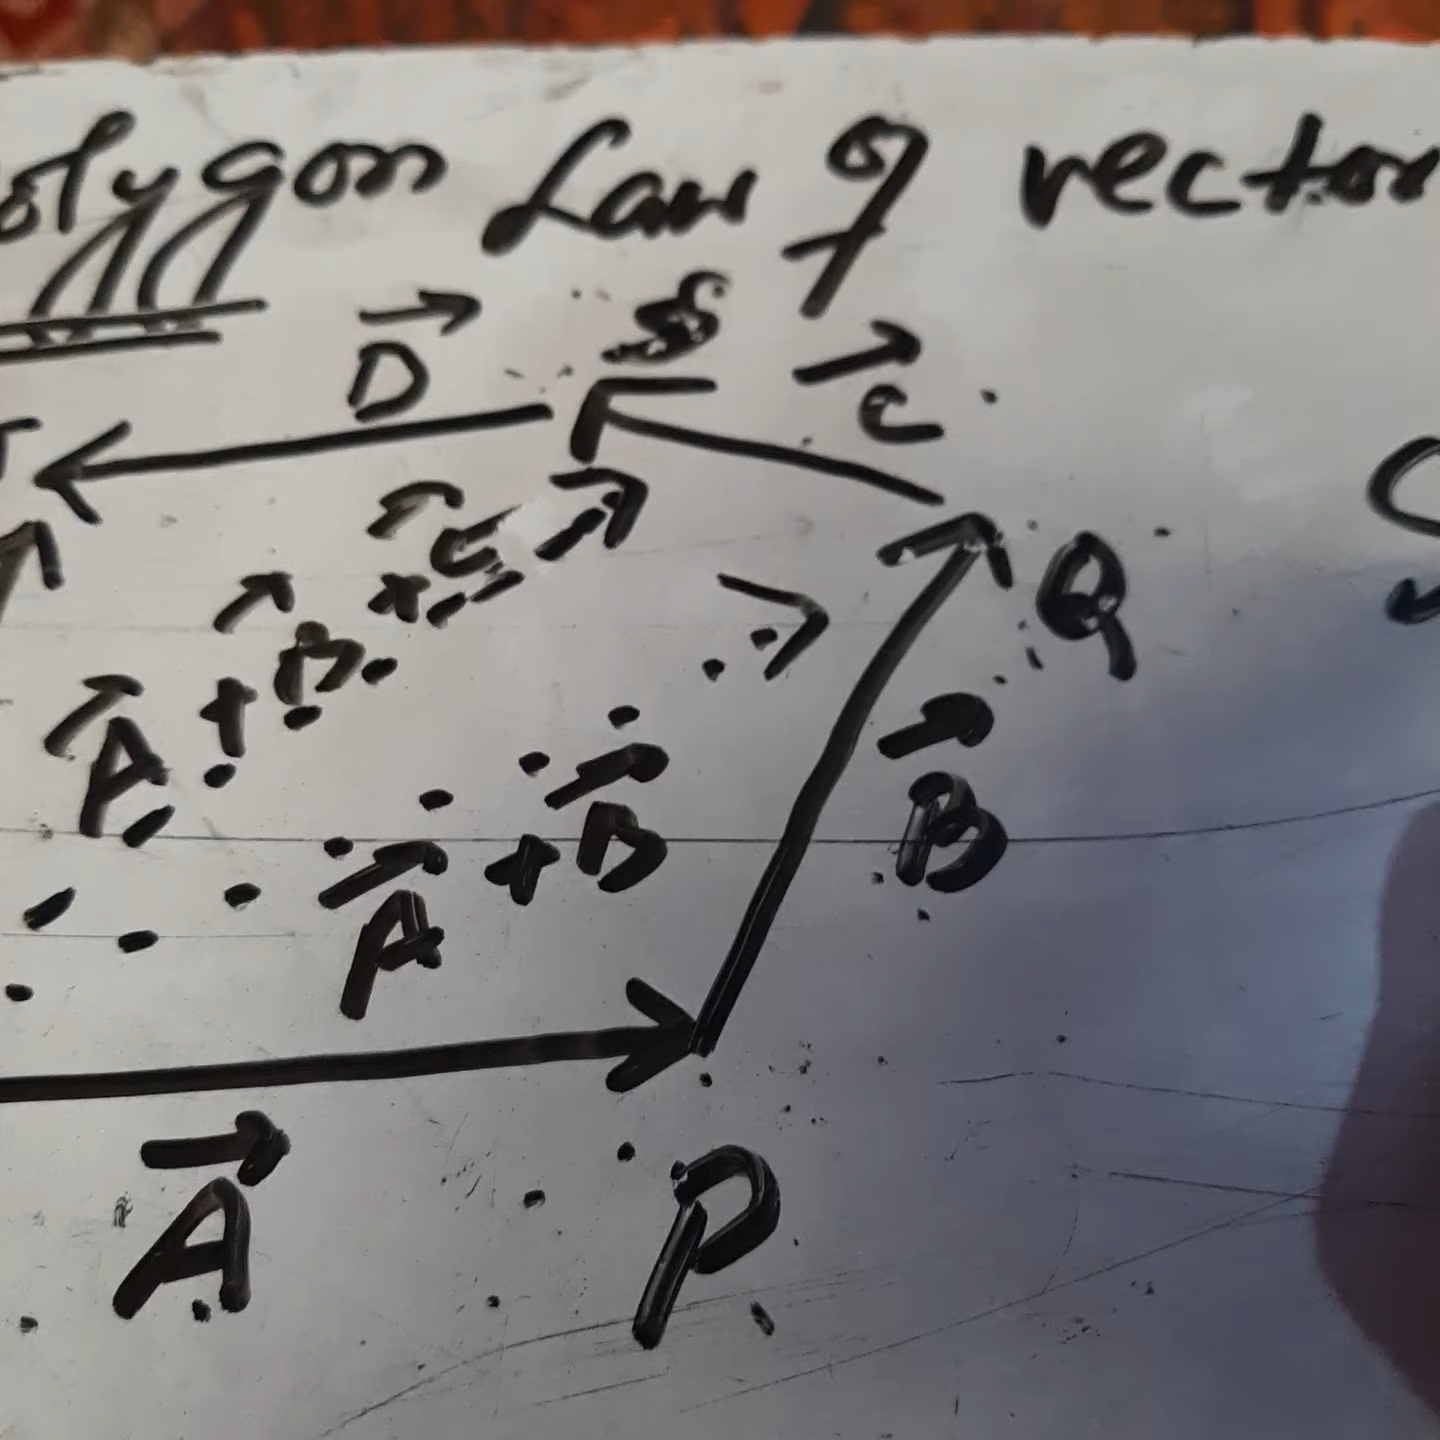 olygon Law of vector
D→ S C→
T
A→ + B→ + C→ Q
A→ + B→ B→
A→ P